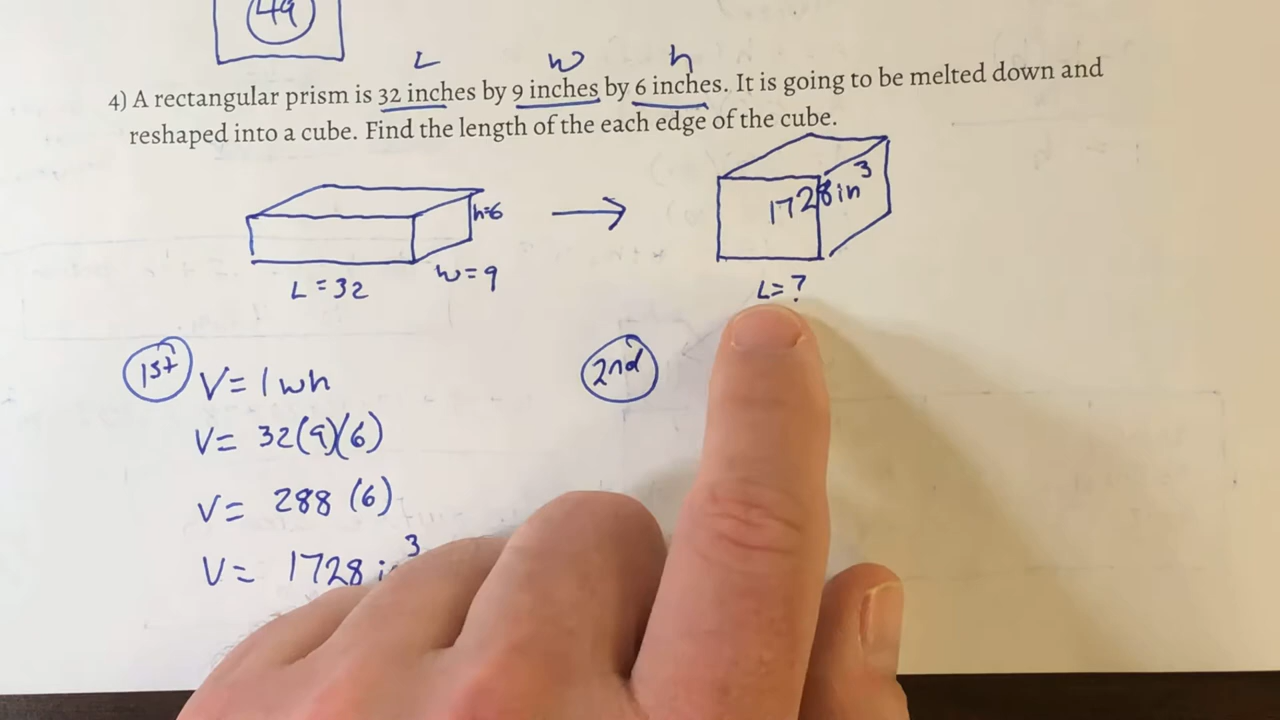 49
L w h
4) A rectangular prism is 32 inches by 9 inches by 6 inches. It is going to be melted down and
reshaped into a cube. Find the length of the each edge of the cube.
h=6
w=9
L=32
1728in³
L=?
1st
V=lwh
V=32(9)(6)
V=288(6)
V=1728 in³
2nd